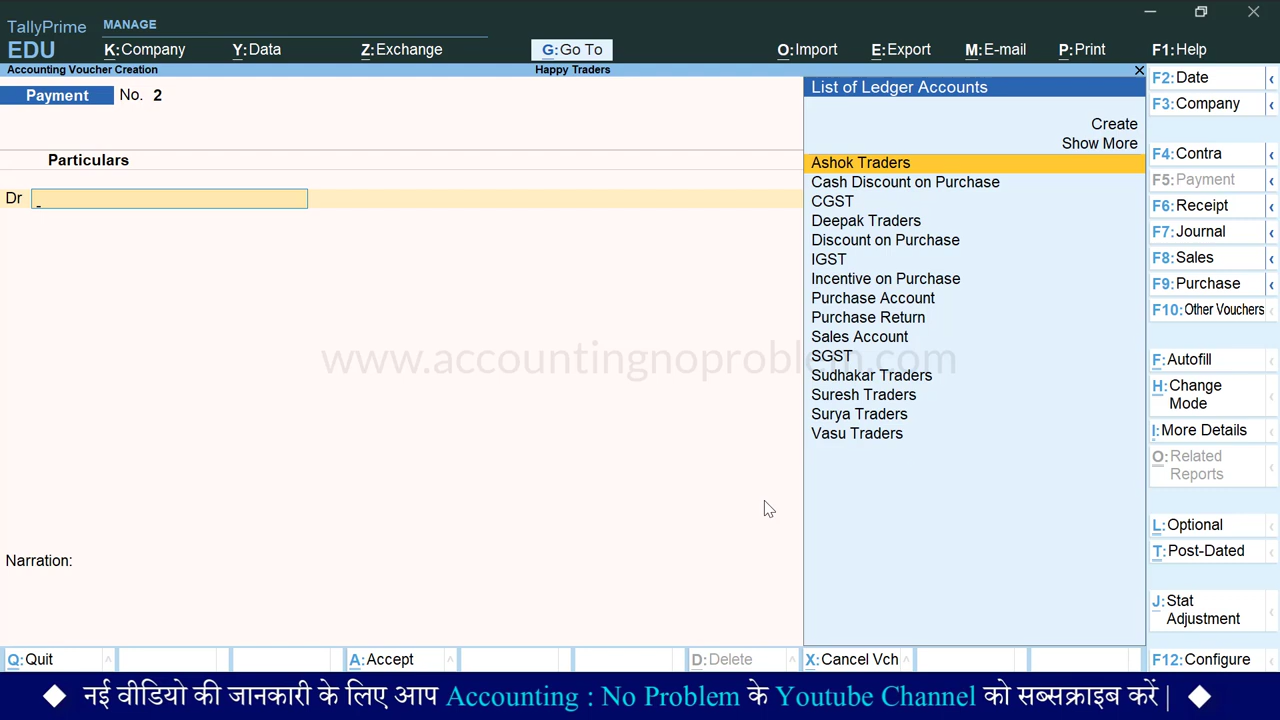 TallyPrime
EDU
MANAGE
K:Company Y:Data Z:Exchange G:Go To O:Import E:Export M:E-mail P:Print F1:Help
Accounting Voucher Creation Happy Traders
Payment No. 2
Particulars
Dr
Narration:
List of Ledger Accounts
Create
Show More
Ashok Traders
Cash Discount on Purchase
CGST
Deepak Traders
Discount on Purchase
IGST
Incentive on Purchase
Purchase Account
Purchase Return
Sales Account
SGST
Sudhakar Traders
Suresh Traders
Surya Traders
Vasu Traders
www.accountingnoproblem.com
F2:Date
F3:Company
F4:Contra
F5:Payment
F6:Receipt
F7:Journal
F8:Sales
F9:Purchase
F10:Other Vouchers
F:Autofill
H:Change
Mode
I:More Details
O:Related
Reports
L:Optional
T:Post-Dated
J:Stat
Adjustment
Q:Quit A:Accept D:Delete X:Cancel Vch F12:Configure
नई वीडियो की जानकारी के लिए आप Accounting : No Problem के Youtube Channel को सब्सक्राइब करें |